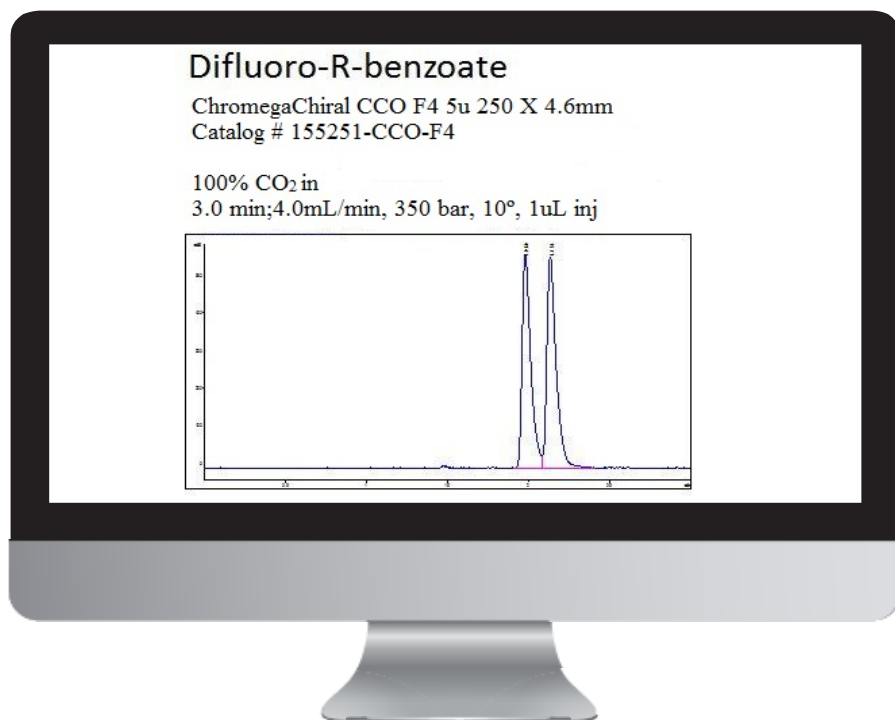 Difluoro-R-benzoate
ChromegaChiral CCO F4 5u 250 X 4.6mm
Catalog # 155251-CCO-F4
100% CO₂ in
3.0 min;4.0mL/min, 350 bar, 10º, 1uL inj